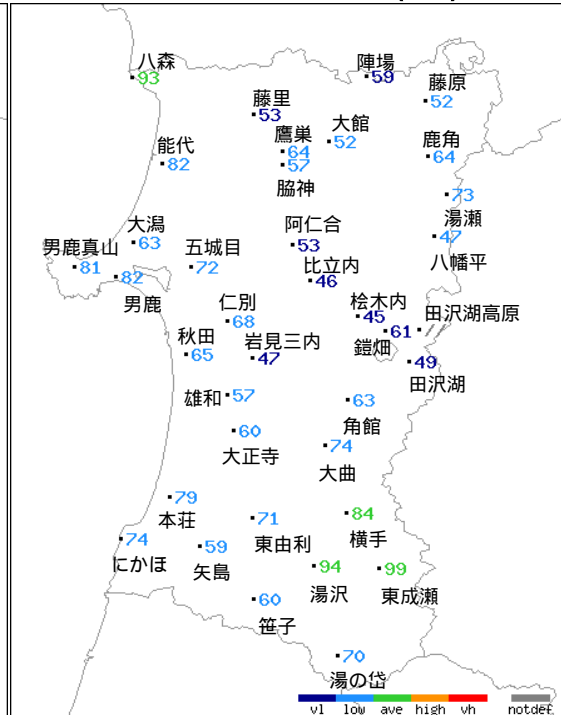 八森
93
陣場
59
藤原
52
藤里
53
鷹巣
64
57
脇神
大館
52
鹿角
64
能代
82
73
湯瀬
47
八幡平
大潟
63
男鹿真山
81
82
男鹿
五城目
72
阿仁合
53
比立内
46
桧木内
45
61
鎧畑
田沢湖高原
49
田沢湖
仁別
68
秋田
65
岩見三内
47
雄和
57
63
角館
60
大正寺
74
大曲
79
本荘
71
東由利
84
横手
74
にかほ
59
矢島
94
湯沢
99
東成瀬
60
笹子
70
湯の岱
vl low ave high vh notdef